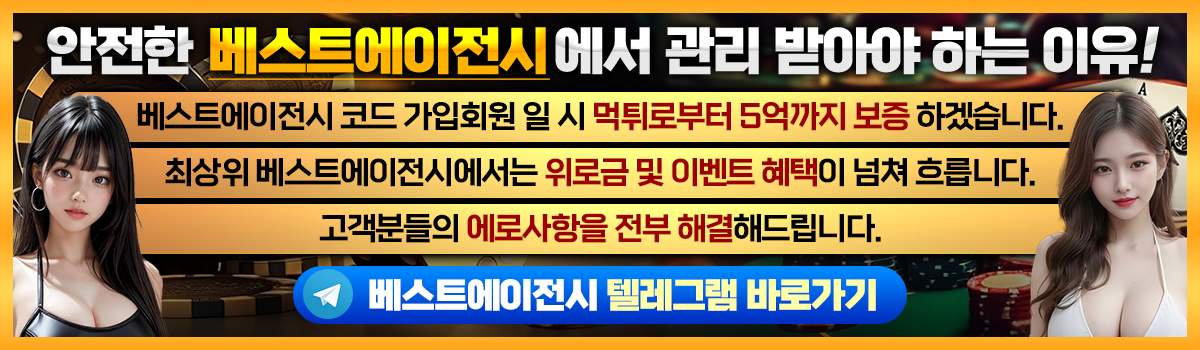 안전한 베스트에이전시에서 관리 받아야 하는 이유!
베스트에이전시 코드 가입회원 일 시 먹튀로부터 5억까지 보증 하겠습니다.
최상위 베스트에이전시에서는 위로금 및 이벤트 혜택이 넘쳐 흐릅니다.
고객분들의 에로사항을 전부 해결해드립니다.
베스트에이전시 텔레그램 바로가기
A